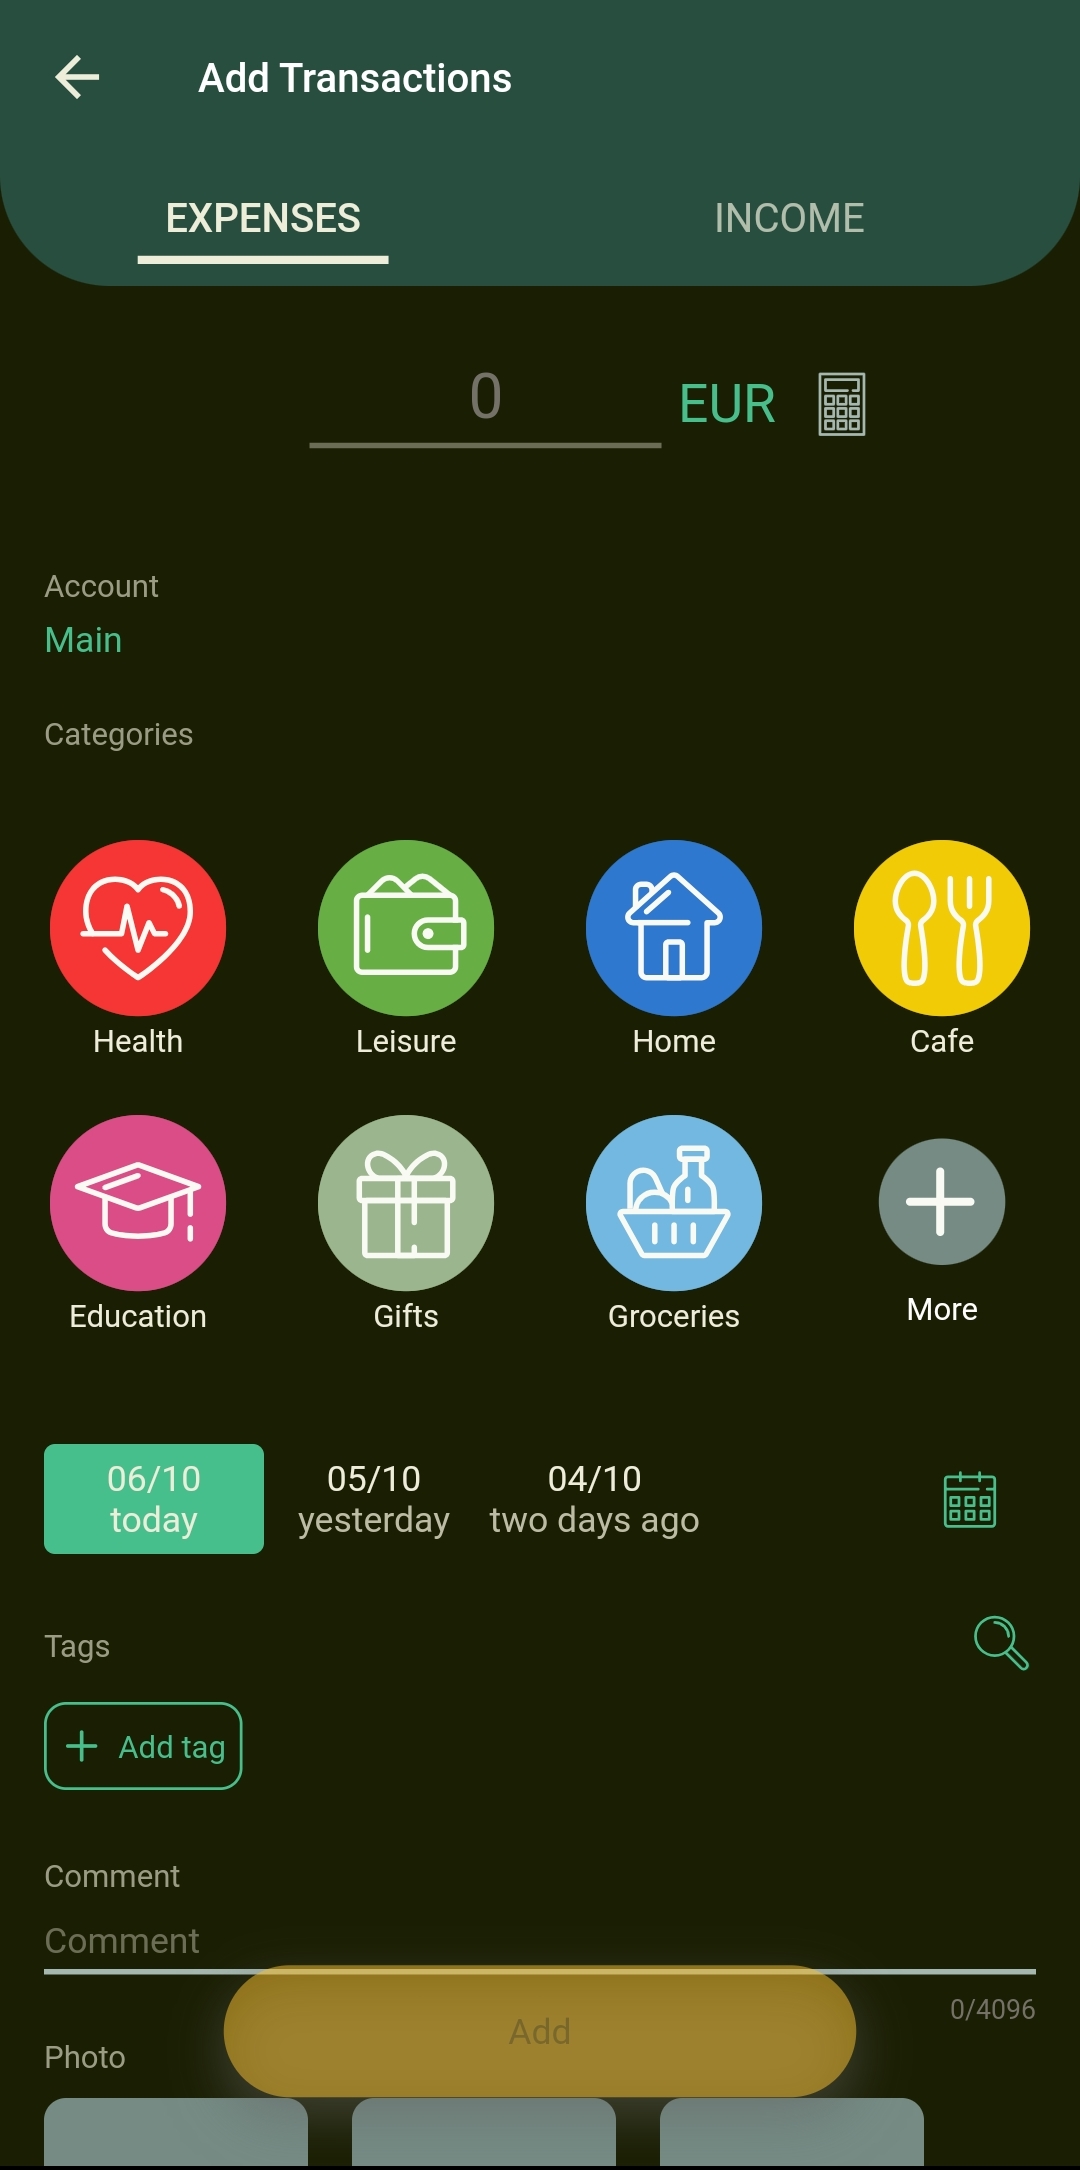 Add Transactions
EXPENSES INCOME
0 EUR
Account
Main
Categories
Health Leisure Home Cafe
Education Gifts Groceries More
06/10 05/10 04/10
today yesterday two days ago
Tags
Add tag
Comment
Comment
0/4096
Add
Photo